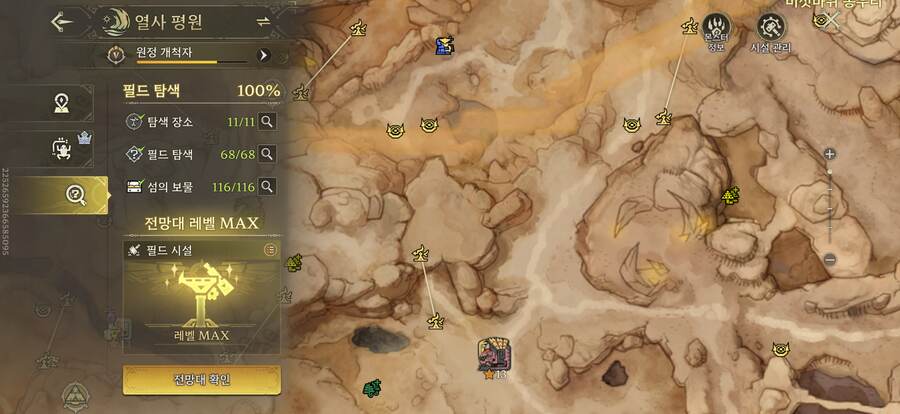 열사 평원
V
원정 개척자
필드 탐색 100%
탐색 장소 11/11
필드 탐색 68/68
섬의 보물 116/116
전망대 레벨 MAX
필드 시설
레벨 MAX
전망대 확인
몬스터
정보
시설 관리
13